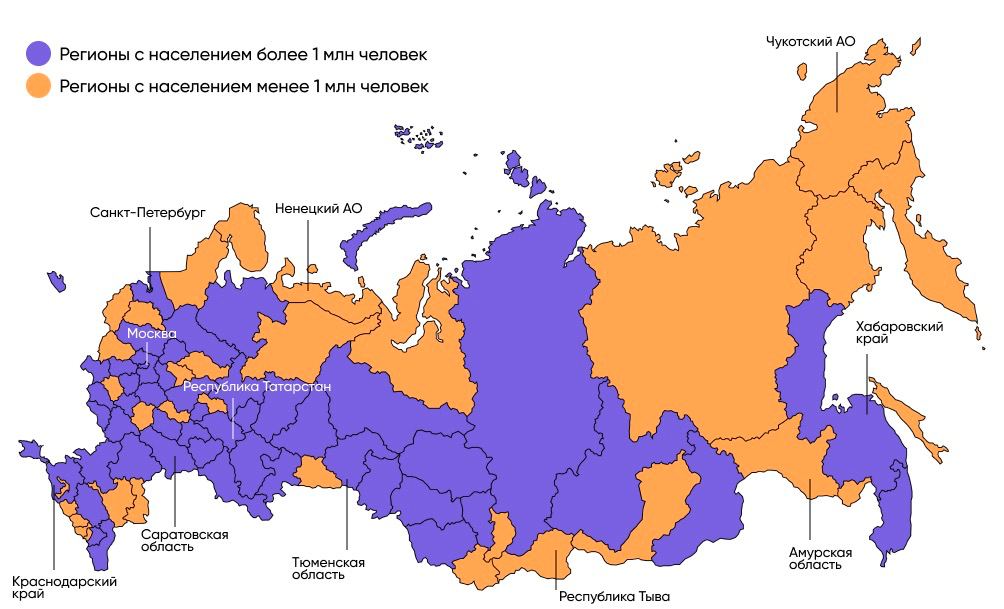 Регионы с населением более 1 млн человек
Регионы с населением менее 1 млн человек
Чукотский АО
Санкт-Петербург
Ненецкий АО
Москва
Хабаровский
край
Республика Татарстан
Саратовская
область
Тюменская
область
Амурская
область
Краснодарский
край
Республика Тыва